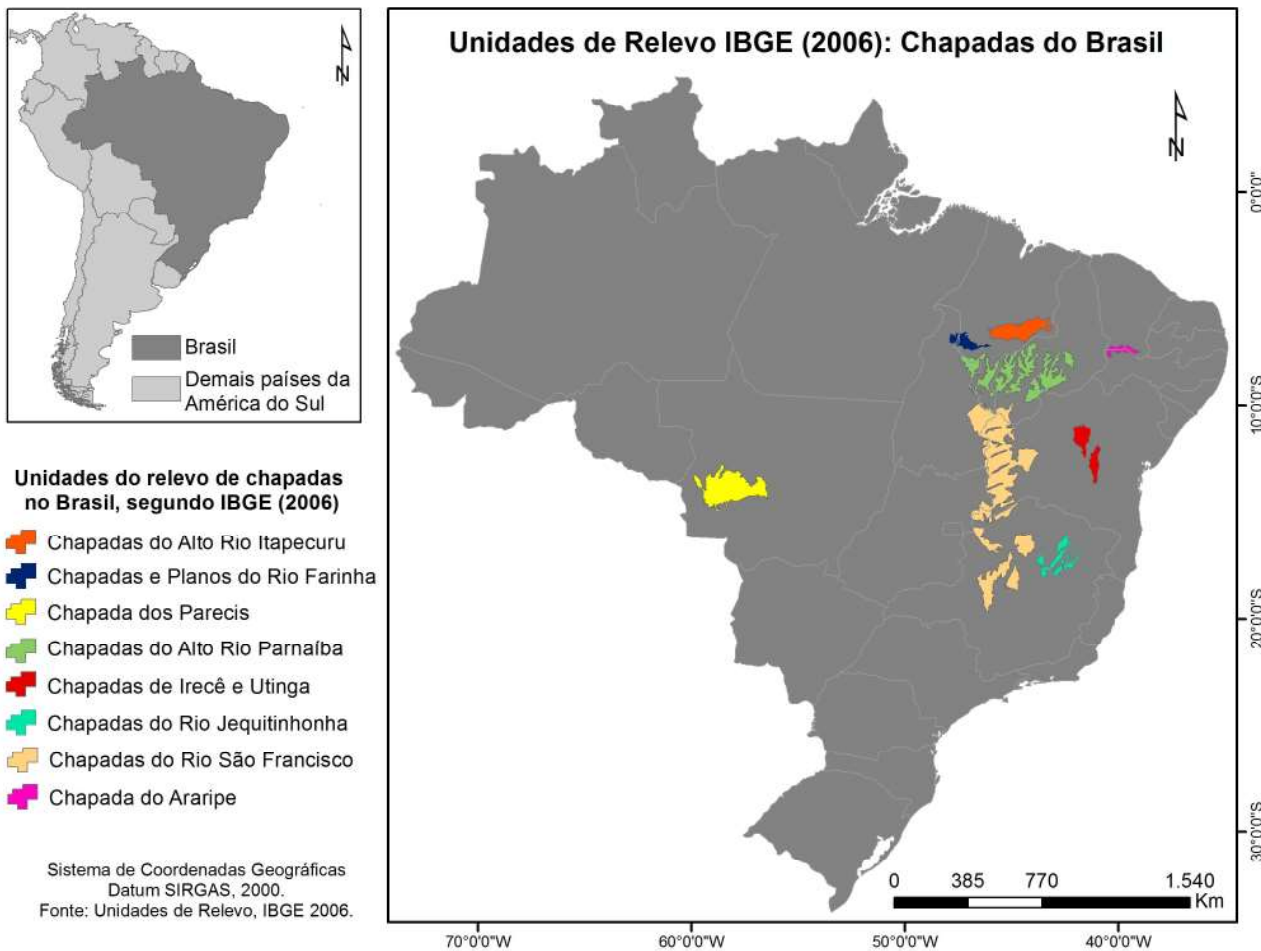 N
Brasil
Demais países da
América do Sul
Unidades do relevo de chapadas
no Brasil, segundo IBGE (2006)
Chapadas do Alto Rio Itapecuru
Chapadas e Planos do Rio Farinha
Chapada dos Parecis
Chapadas do Alto Rio Parnaíba
Chapadas de Irecê e Utinga
Chapadas do Rio Jequitinhonha
Chapadas do Rio São Francisco
Chapada do Araripe
Sistema de Coordenadas Geográficas
Datum SIRGAS, 2000.
Fonte: Unidades de Relevo, IBGE 2006.
Unidades de Relevo IBGE (2006): Chapadas do Brasil
N
0°0'0"
10°0'0"S
20°0'0"S
30°0'0"S
0 385 770 1.540
Km
70°0'0"W 60°0'0"W 50°0'0"W 40°0'0"W